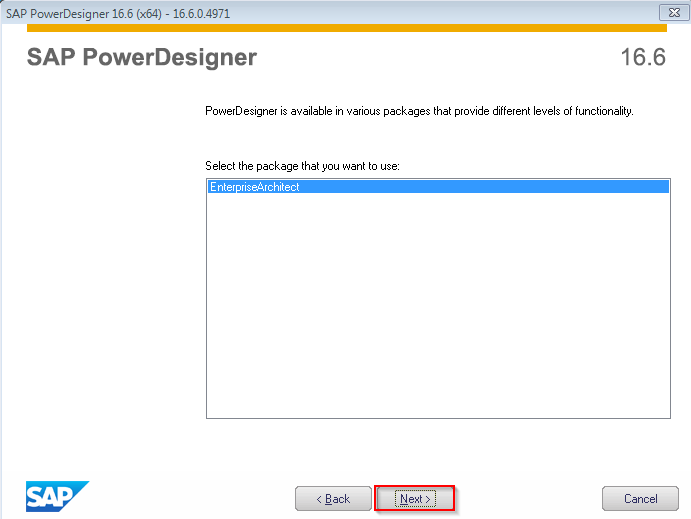 SAP PowerDesigner 16.6 (x64) - 16.6.0.4971
SAP PowerDesigner 16.6
PowerDesigner is available in various packages that provide different levels of functionality.
Select the package that you want to use:
EnterpriseArchitect
SAP
< Back Next > Cancel